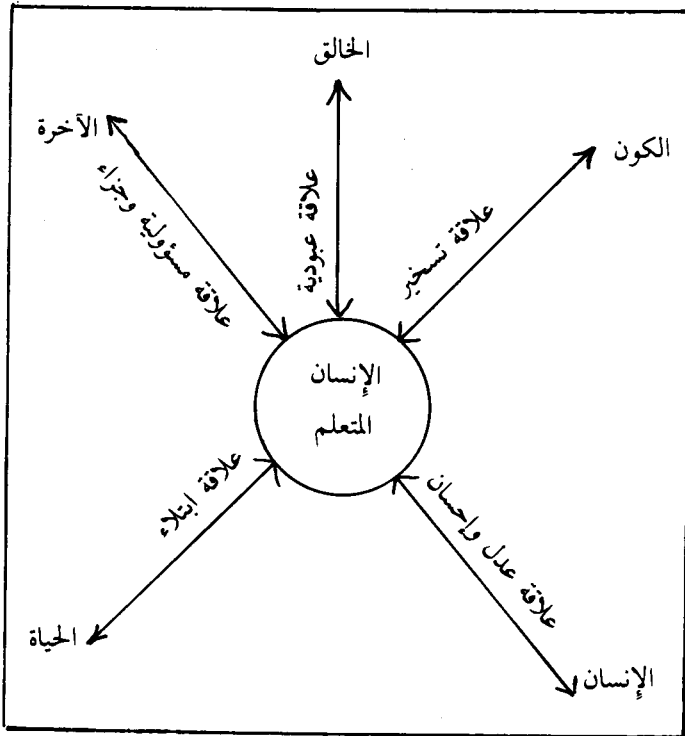 الخالق
الآخرة
الكون
علاقة مسؤولية وجزاء
علاقة عبودية
علاقة تسخير
الإنسان
المتعلم
علاقة ابتلاء
علاقة عدل وإحسان
الحياة
الإنسان